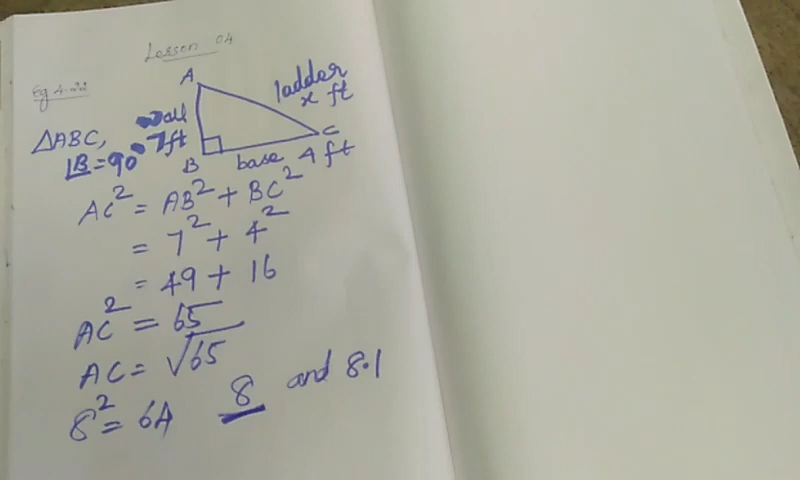 Lesson 04
Eg 4.22
A
ladder
x ft
wall
7ft
△ABC,
∠B = 90°
B
C
base 4 ft
AC² = AB² + BC²
= 7² + 4²
= 49 + 16
AC² = 65
AC = √65
8² = 64 8 and 8.1